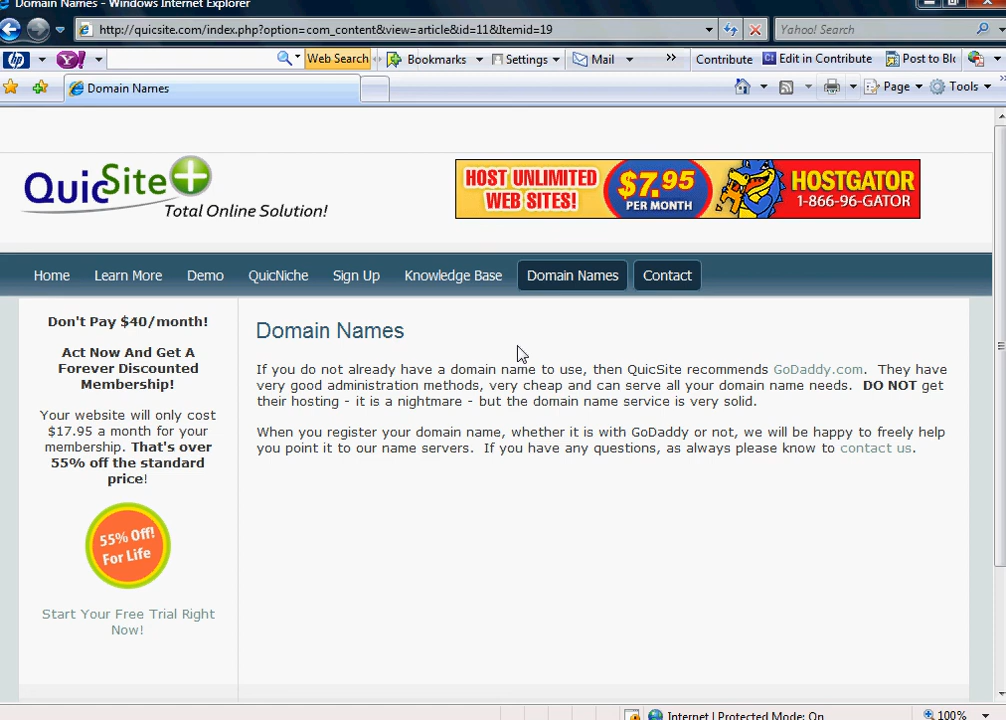 Domain Names - Windows Internet Explorer
http://quicsite.com/index.php?option=com_content&view=article&id=11&Itemid=19
Yahoo! Search
hp Y! Web Search Bookmarks Settings Mail » Contribute Edit in Contribute Post to Blo
Domain Names
Page Tools »
QuicSite
Total Online Solution!
HOST UNLIMITED
WEB SITES!
$7.95
PER MONTH
HOSTGATOR
1-866-96-GATOR
Home Learn More Demo QuicNiche Sign Up Knowledge Base Domain Names Contact
Don't Pay $40/month!
Act Now And Get A
Forever Discounted
Membership!
Your website will only cost
$17.95 a month for your
membership. That's over
55% off the standard
price!
55% Off!
For Life
Start Your Free Trial Right
Now!
Domain Names
If you do not already have a domain name to use, then QuicSite recommends GoDaddy.com. They have
very good administration methods, very cheap and can serve all your domain name needs. DO NOT get
their hosting - it is a nightmare - but the domain name service is very solid.
When you register your domain name, whether it is with GoDaddy or not, we will be happy to freely help
you point it to our name servers. If you have any questions, as always please know to contact us.
Internet | Protected Mode: On
100%